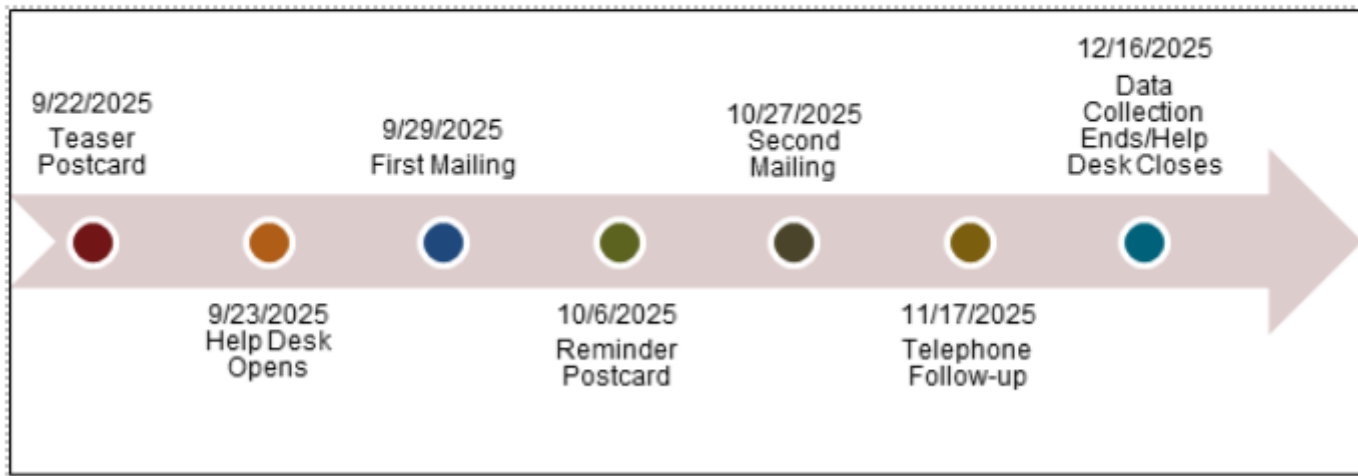 9/22/2025
Teaser
Postcard
9/23/2025
Help Desk
Opens
9/29/2025
First Mailing
10/6/2025
Reminder
Postcard
10/27/2025
Second
Mailing
11/17/2025
Telephone
Follow-up
12/16/2025
Data
Collection
Ends/Help
Desk Closes